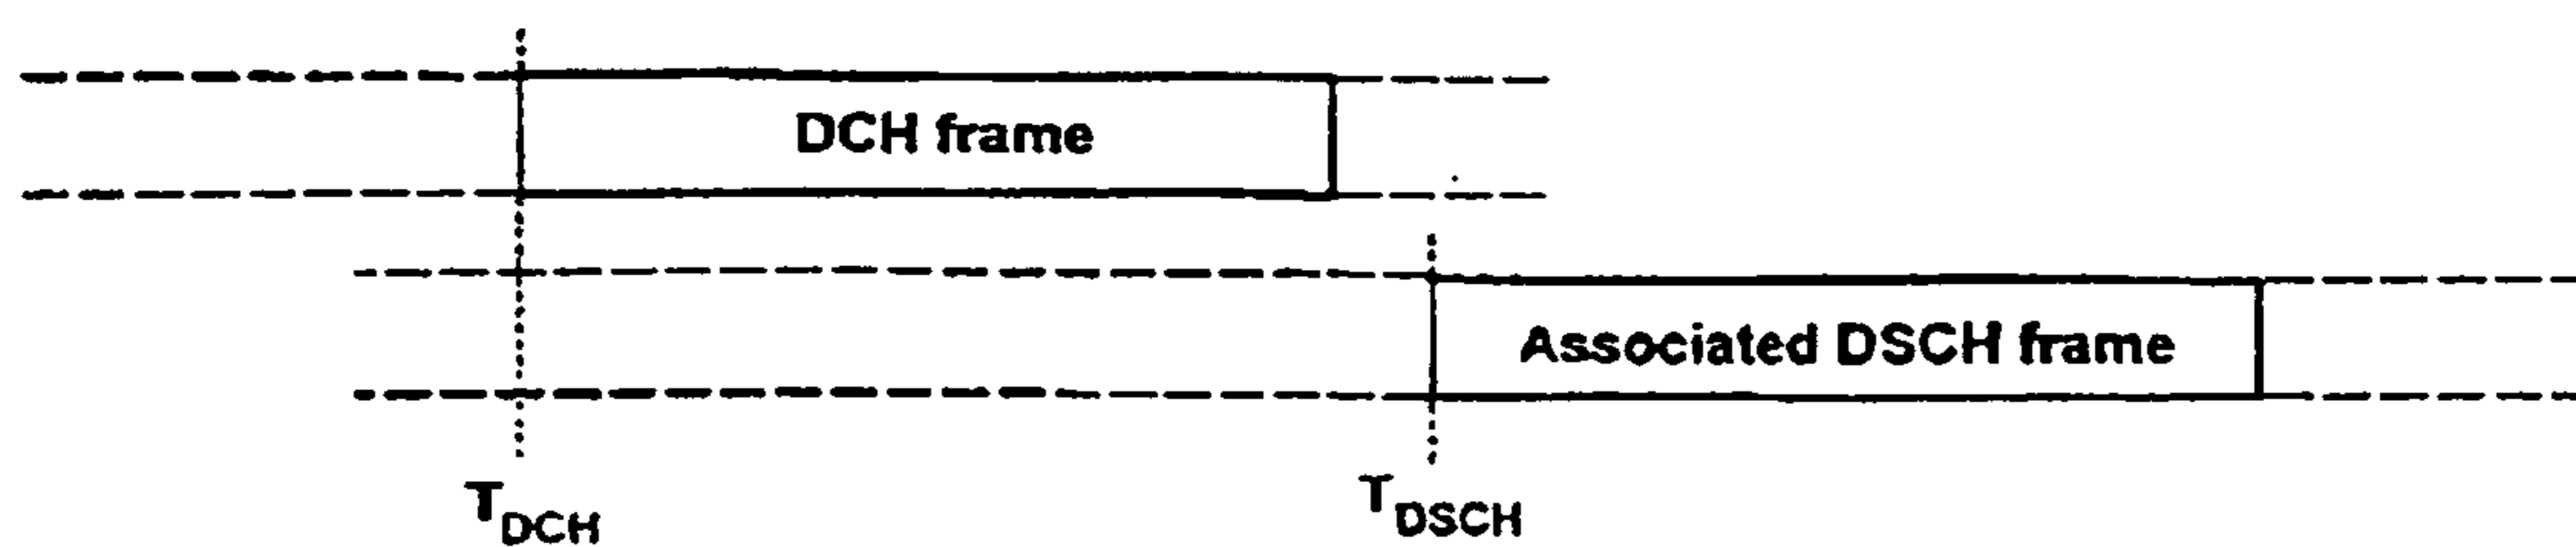 DCH frame
Associated DSCH frame
TDCH
TDSCH